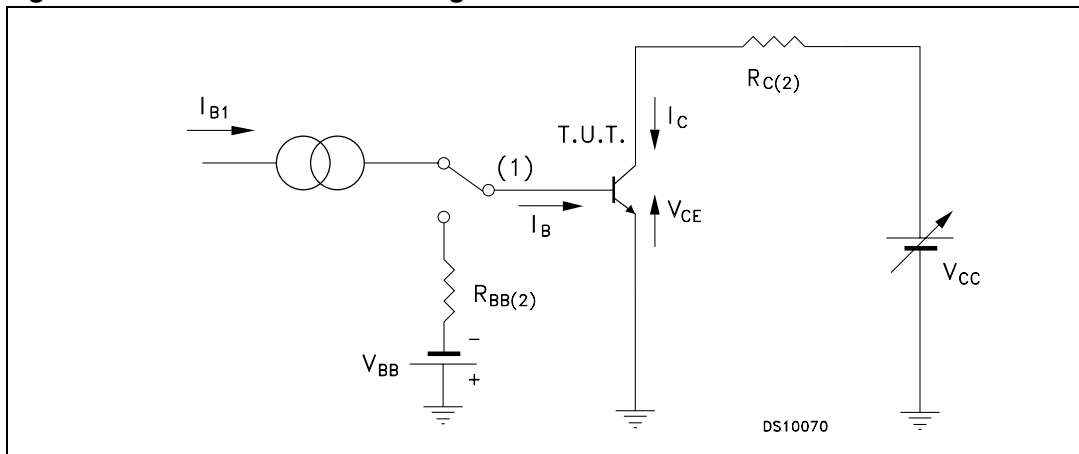 R_C(2)
I_B1
I_C
T.U.T.
(1)
V_CE
I_B
V_CC
R_BB(2)
-
V_BB
+
DS10070